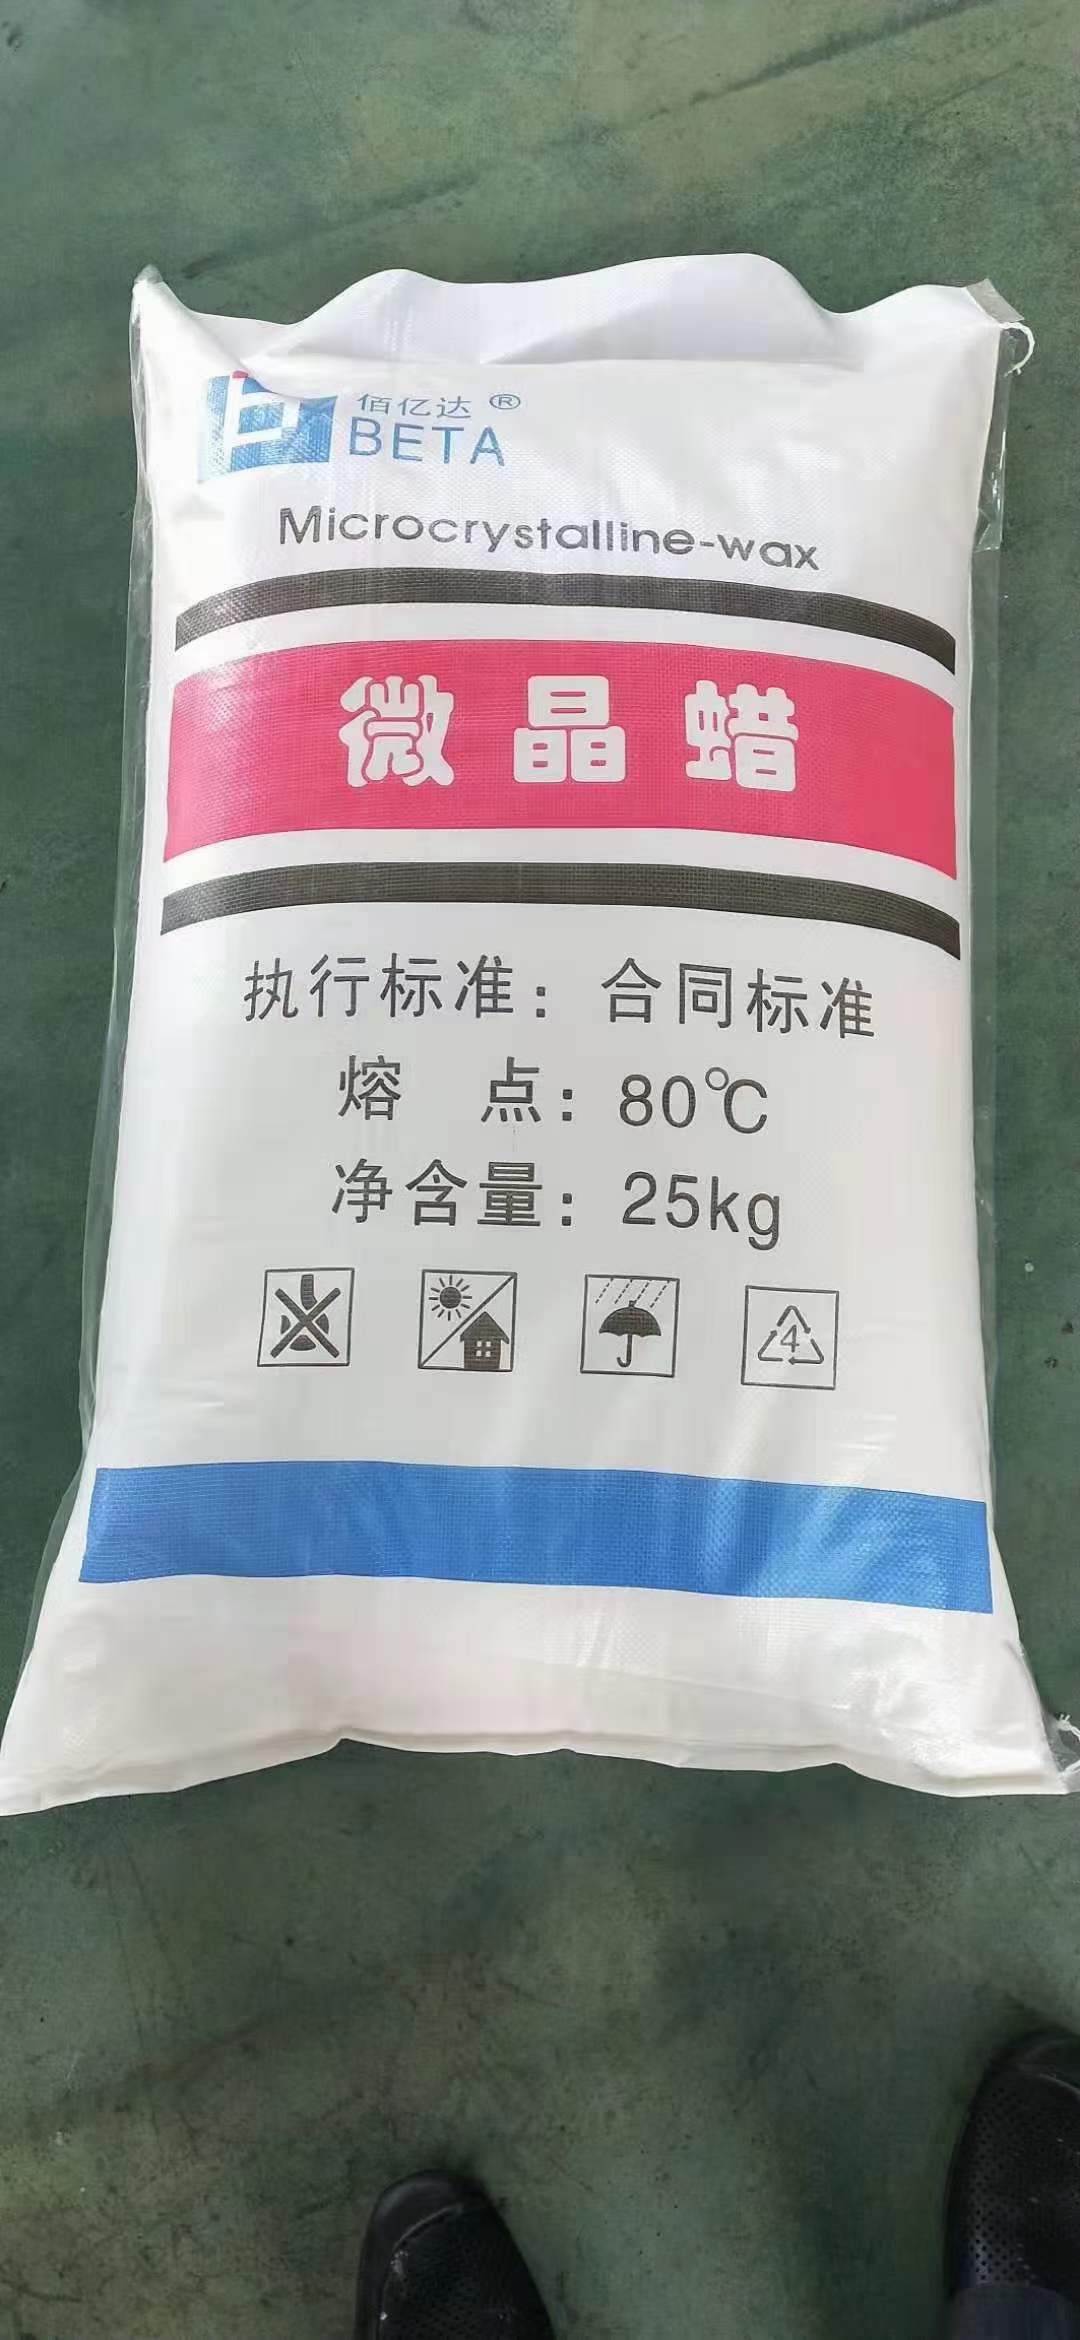 佰亿达®
BETA
Microcrystalline-wax
微晶蜡
执行标准：合同标准
熔 点：80℃
净含量：25kg
4